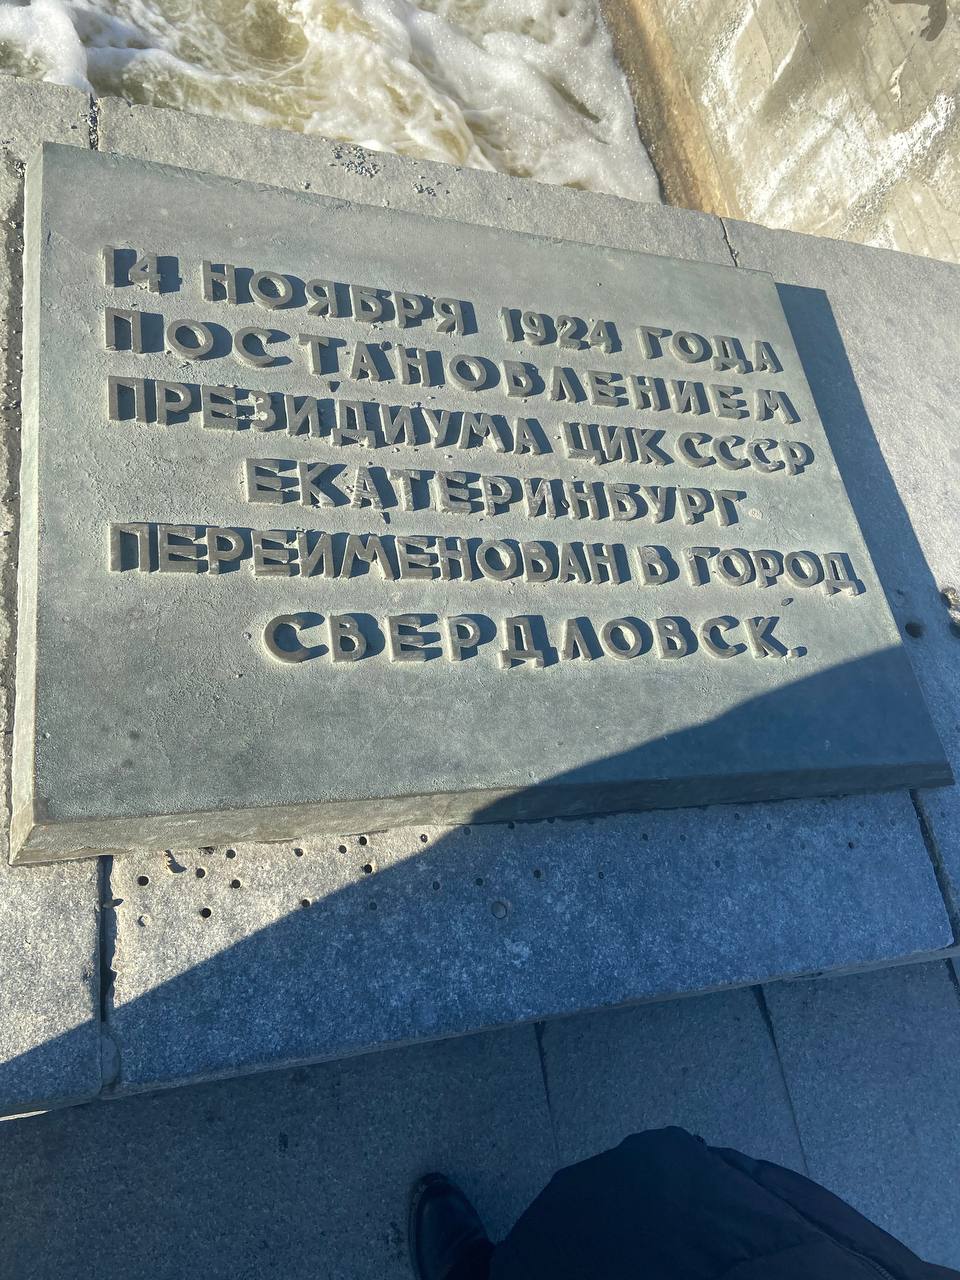 14 НОЯБРЯ 1924 ГОДА
ПОСТАНОВЛЕНИЕМ
ПРЕЗИДИУМА ЦИК СССР
ЕКАТЕРИНБУРГ
ПЕРЕИМЕНОВАН В ГОРОД
СВЕРДЛОВСК.